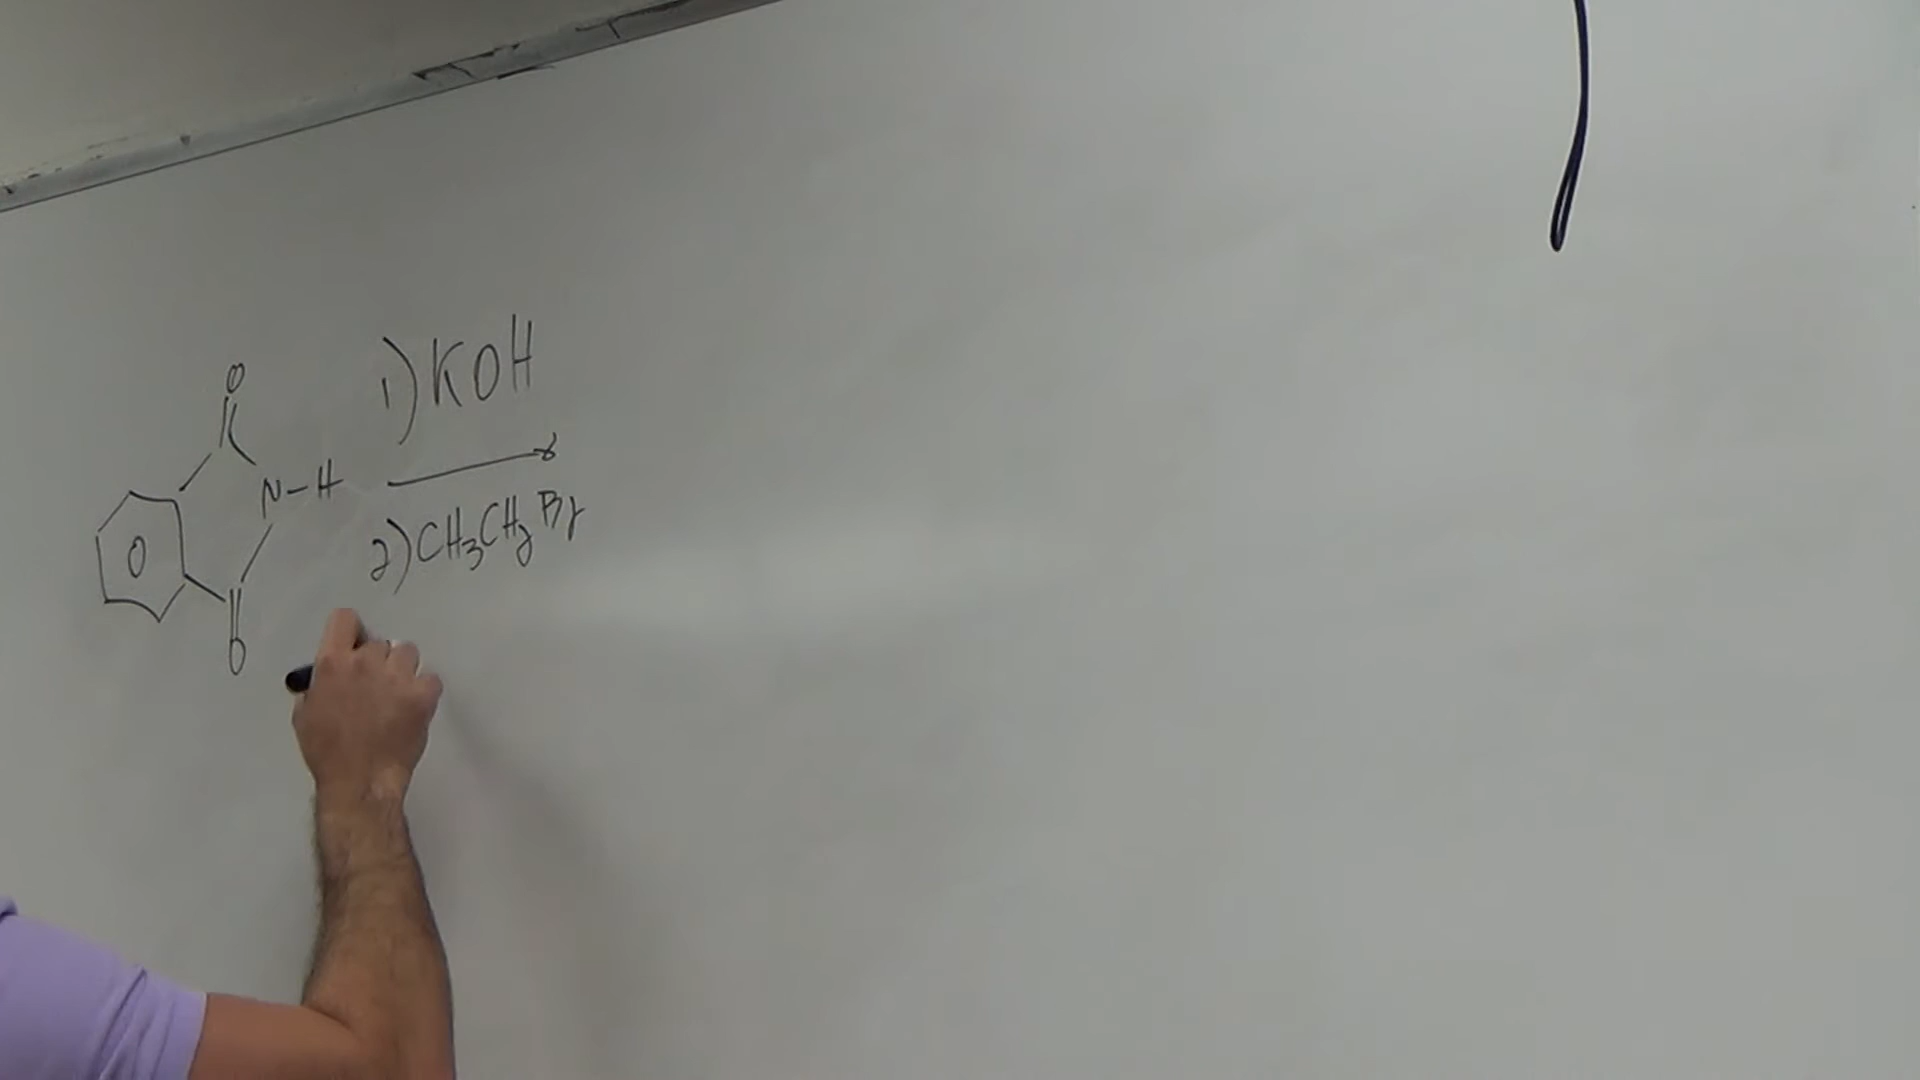 O
1) KOH
N-H
2) CH3CH2Br
O